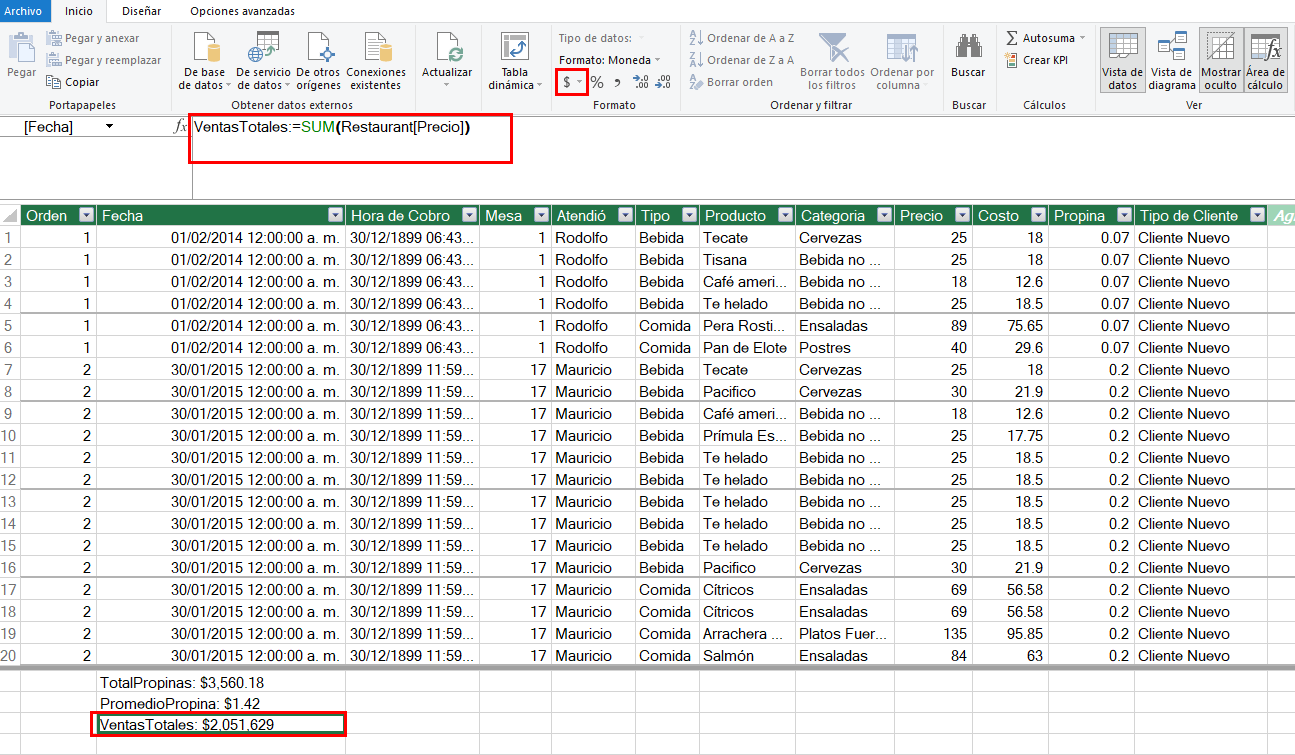 Archivo Inicio Diseñar Opciones avanzadas
Pegar y anexar Tipo de datos: Ordenar de A a Z Autosuma
Pegar y reemplazar Formato: Moneda Ordenar de Z a A Crear KPI
Pegar Copiar De base de datos De servicio de datos De otros orígenes Conexiones existentes Actualizar Tabla dinámica $ % , .00 .00 Borrar orden Borrar todos los filtros Ordenar por columna Buscar Vista de datos Vista de diagrama Mostrar oculto Área de cálculo
Portapapeles Obtener datos externos Formato Ordenar y filtrar Buscar Cálculos Ver
[Fecha] fx VentasTotales:=SUM(Restaurant[Precio])
Orden Fecha Hora de Cobro Mesa Atendió Tipo Producto Categoria Precio Costo Propina Tipo de Cliente Ag
1 1 01/02/2014 12:00:00 a. m. 30/12/1899 06:43... 1 Rodolfo Bebida Tecate Cervezas 25 18 0.07 Cliente Nuevo
2 1 01/02/2014 12:00:00 a. m. 30/12/1899 06:43... 1 Rodolfo Bebida Tisana Bebida no ... 25 18 0.07 Cliente Nuevo
3 1 01/02/2014 12:00:00 a. m. 30/12/1899 06:43... 1 Rodolfo Bebida Café ameri... Bebida no ... 18 12.6 0.07 Cliente Nuevo
4 1 01/02/2014 12:00:00 a. m. 30/12/1899 06:43... 1 Rodolfo Bebida Te helado Bebida no ... 25 18.5 0.07 Cliente Nuevo
5 1 01/02/2014 12:00:00 a. m. 30/12/1899 06:43... 1 Rodolfo Comida Pera Rosti... Ensaladas 89 75.65 0.07 Cliente Nuevo
6 1 01/02/2014 12:00:00 a. m. 30/12/1899 06:43... 1 Rodolfo Comida Pan de Elote Postres 40 29.6 0.07 Cliente Nuevo
7 2 30/01/2015 12:00:00 a. m. 30/12/1899 11:59... 17 Mauricio Bebida Tecate Cervezas 25 18 0.2 Cliente Nuevo
8 2 30/01/2015 12:00:00 a. m. 30/12/1899 11:59... 17 Mauricio Bebida Pacifico Cervezas 30 21.9 0.2 Cliente Nuevo
9 2 30/01/2015 12:00:00 a. m. 30/12/1899 11:59... 17 Mauricio Bebida Café ameri... Bebida no ... 18 12.6 0.2 Cliente Nuevo
10 2 30/01/2015 12:00:00 a. m. 30/12/1899 11:59... 17 Mauricio Bebida Prímula Es... Bebida no ... 25 17.75 0.2 Cliente Nuevo
11 2 30/01/2015 12:00:00 a. m. 30/12/1899 11:59... 17 Mauricio Bebida Te helado Bebida no ... 25 18.5 0.2 Cliente Nuevo
12 2 30/01/2015 12:00:00 a. m. 30/12/1899 11:59... 17 Mauricio Bebida Te helado Bebida no ... 25 18.5 0.2 Cliente Nuevo
13 2 30/01/2015 12:00:00 a. m. 30/12/1899 11:59... 17 Mauricio Bebida Te helado Bebida no ... 25 18.5 0.2 Cliente Nuevo
14 2 30/01/2015 12:00:00 a. m. 30/12/1899 11:59... 17 Mauricio Bebida Te helado Bebida no ... 25 18.5 0.2 Cliente Nuevo
15 2 30/01/2015 12:00:00 a. m. 30/12/1899 11:59... 17 Mauricio Bebida Te helado Bebida no ... 25 18.5 0.2 Cliente Nuevo
16 2 30/01/2015 12:00:00 a. m. 30/12/1899 11:59... 17 Mauricio Bebida Pacifico Cervezas 30 21.9 0.2 Cliente Nuevo
17 2 30/01/2015 12:00:00 a. m. 30/12/1899 11:59... 17 Mauricio Comida Cítricos Ensaladas 69 56.58 0.2 Cliente Nuevo
18 2 30/01/2015 12:00:00 a. m. 30/12/1899 11:59... 17 Mauricio Comida Cítricos Ensaladas 69 56.58 0.2 Cliente Nuevo
19 2 30/01/2015 12:00:00 a. m. 30/12/1899 11:59... 17 Mauricio Comida Arrachera ... Platos Fuer... 135 95.85 0.2 Cliente Nuevo
20 2 30/01/2015 12:00:00 a. m. 30/12/1899 11:59... 17 Mauricio Comida Salmón Ensaladas 84 63 0.2 Cliente Nuevo
TotalPropinas: $3,560.18
PromedioPropina: $1.42
VentasTotales: $2,051,629